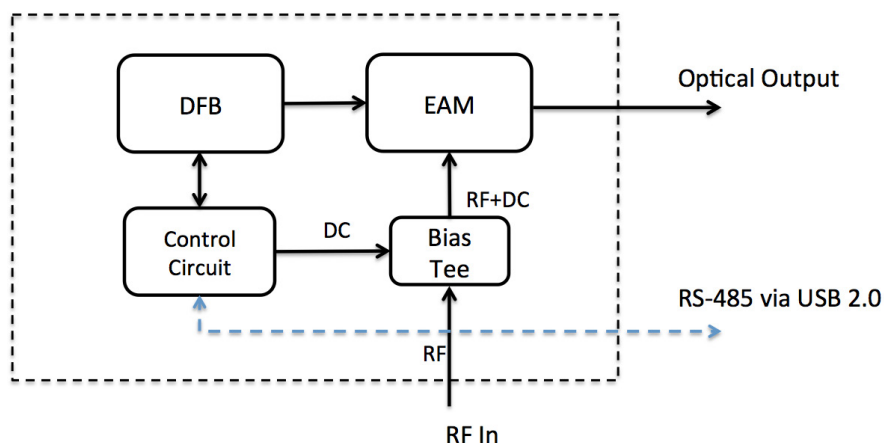 Optical Output
DFB
EAM
RF+DC
Control
Circuit
DC
Bias
Tee
RS-485 via USB 2.0
RF
RF In